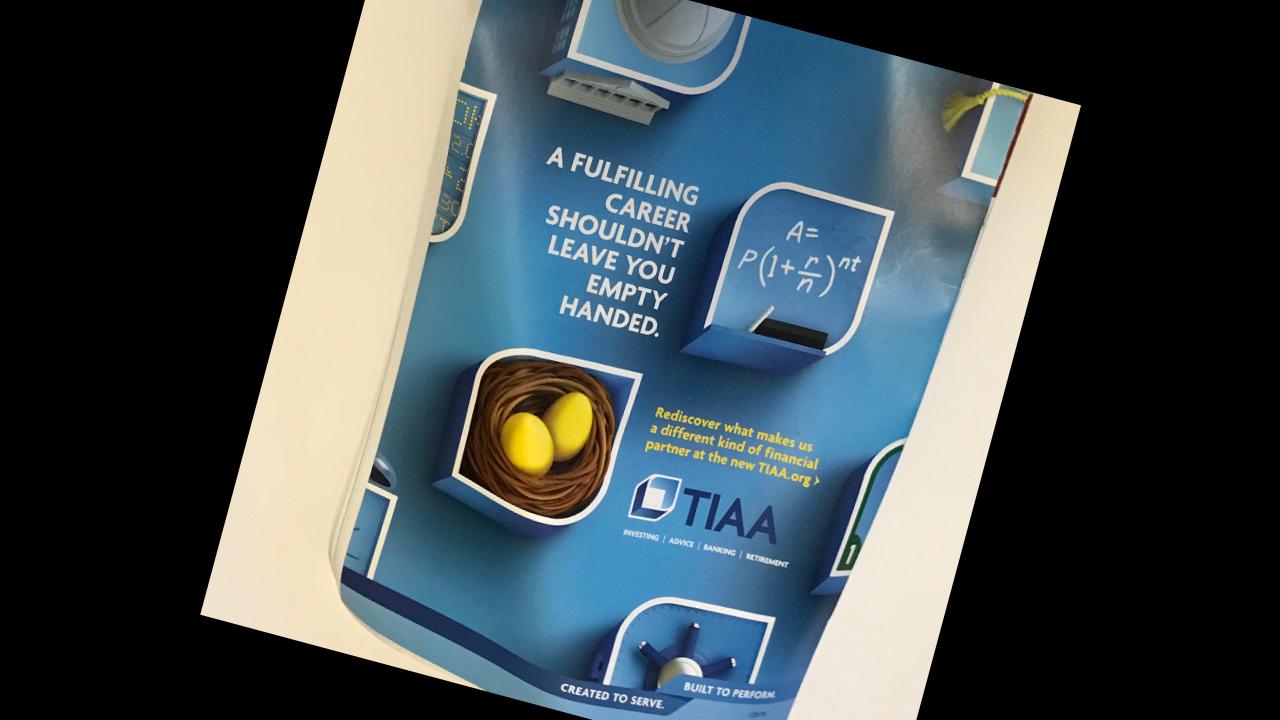 A FULFILLING
CAREER
SHOULDN'T
LEAVE YOU
EMPTY
HANDED.
A=
P(1+r/n)^nt
Rediscover what makes us
a different kind of financial
partner at the new TIAA.org >
TIAA
INVESTING | ADVICE | BANKING | RETIREMENT
1
CREATED TO SERVE.
BUILT TO PERFORM.